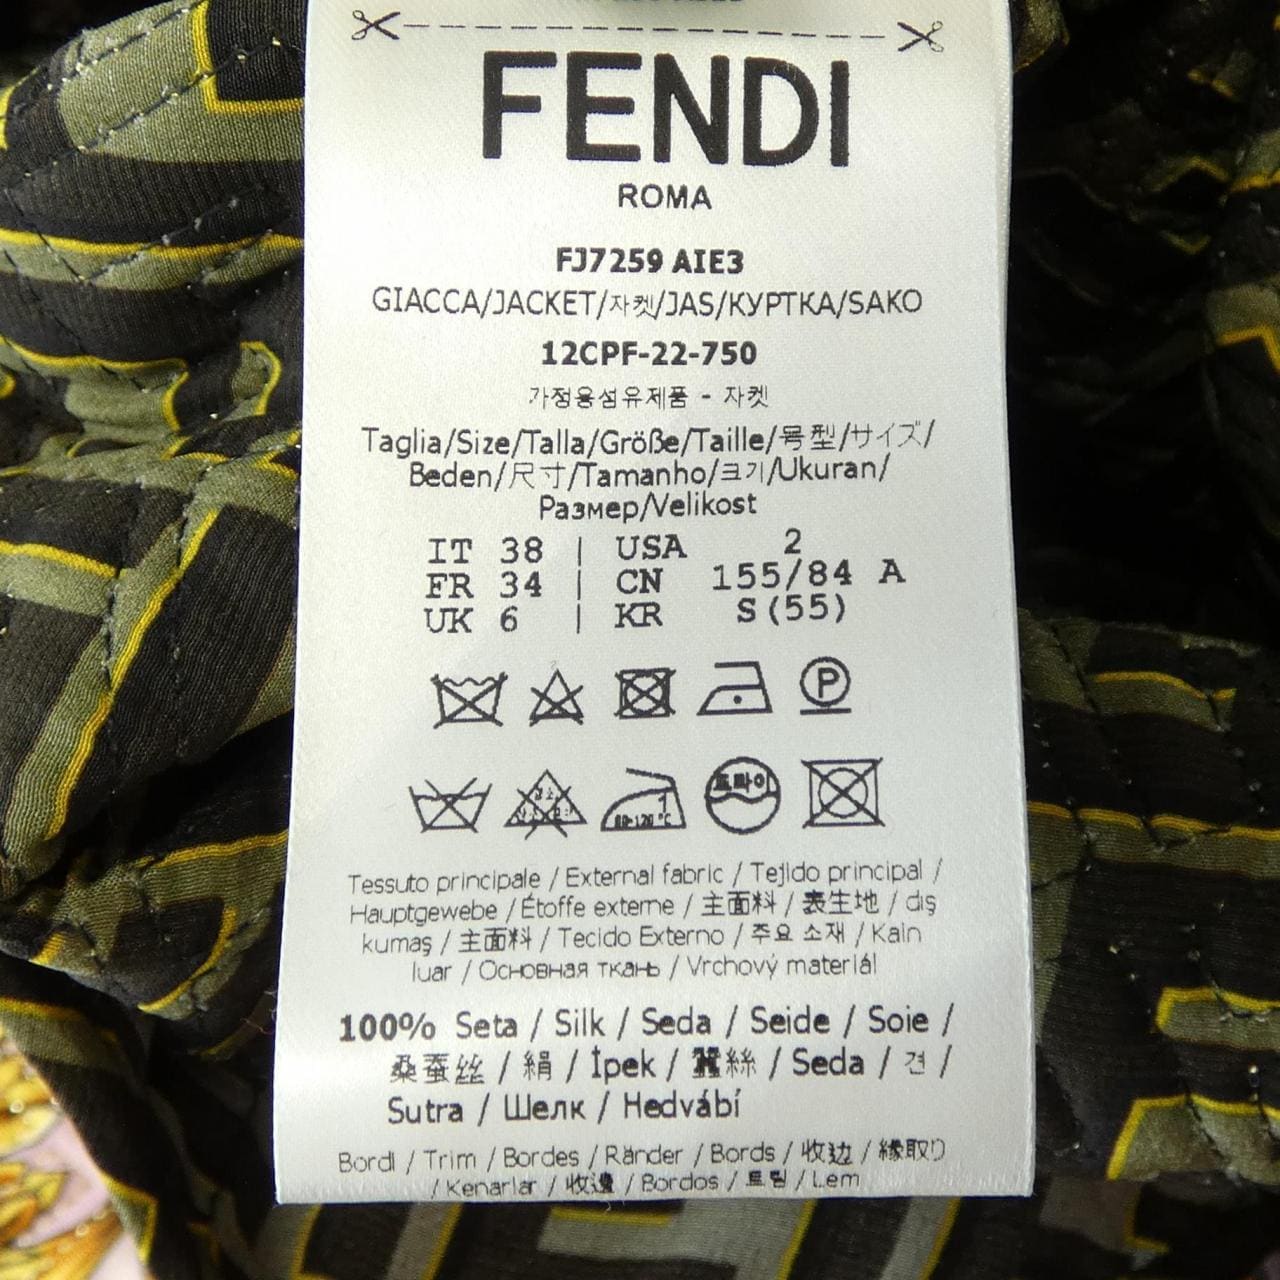 FENDI
ROMA
FJ7259 AIE3
GIACCA/JACKET/자켓/JAS/КУРТКА/SAKO
12CPF-22-750
가정용섬유제품 - 자켓
Taglia/Size/Talla/Größe/Taille/号型/サイズ/
Beden/尺寸/Tamanho/크기/Ukuran/
Размер/Velikost
IT 38 | USA 2
FR 34 | CN 155/84 A
UK 6 | KR S(55)
P
드라이
80-120°C
Tessuto principale / External fabric / Tejido principal /
Hauptgewebe / Étoffe externe / 主面料 / 表生地 / dış
kumaş / 主面料 / Tecido Externo / 주요 소재 / Kain
luar / Основная ткань / Vrchový materiál
100% Seta / Silk / Seda / Seide / Soie /
桑蚕丝 / 絹 / İpek / 蠶絲 / Seda / 견 /
Sutra / Шелк / Hedvábí
Bordi / Trim / Bordes / Ränder / Bords / 收边 / 縁取り
/ Kenarlar / 收邊 / Bordos / 트림 / Lem